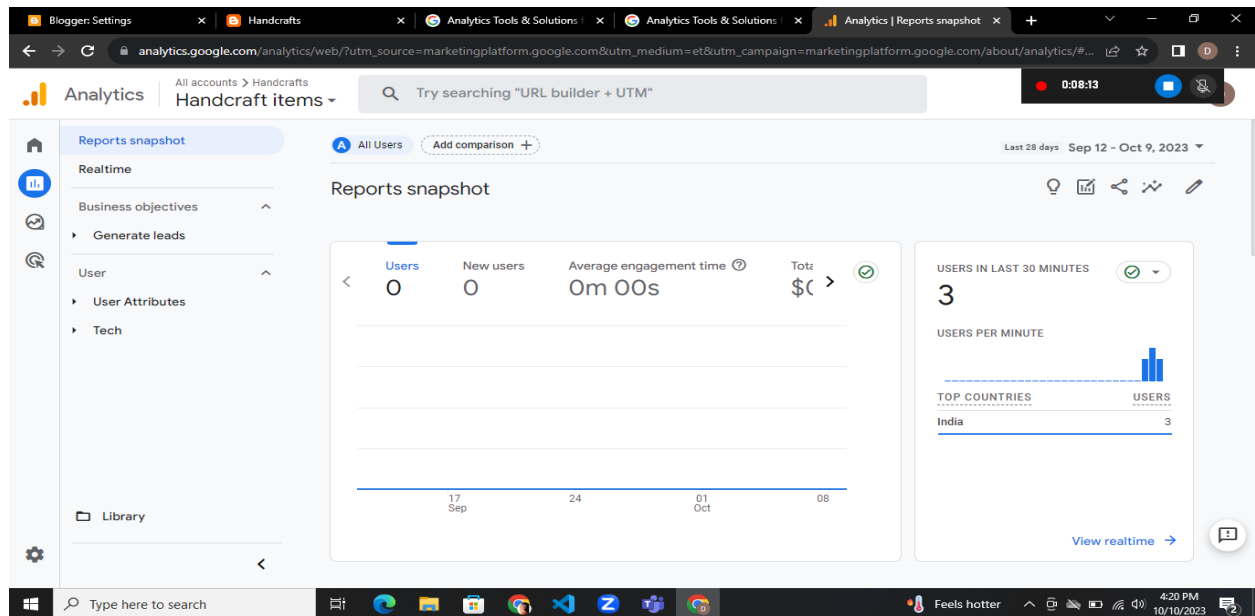 Blogger: Settings
Handcrafts
Analytics Tools & Solutions f
Analytics Tools & Solutions
Analytics | Reports snapshot
analytics.google.com/analytics/web/?utm_source=marketingplatform.google.com&utm_medium=et&utm_campaign=marketingplatform.google.com/about/analytics/#...
D
Analytics
All accounts > Handcrafts
Handcraft items
Try searching "URL builder + UTM"
0:08:13
Reports snapshot
Realtime
Business objectives
Generate leads
User
User Attributes
Tech
Library
A All Users
Add comparison +
Last 28 days Sep 12 - Oct 9, 2023
Reports snapshot
Users New users Average engagement time
0 0 0m 00s
17 24 01 08
Sep Oct
USERS IN LAST 30 MINUTES
3
USERS PER MINUTE
TOP COUNTRIES USERS
India 3
View realtime
Type here to search
Feels hotter
4:20 PM
10/10/2023
2